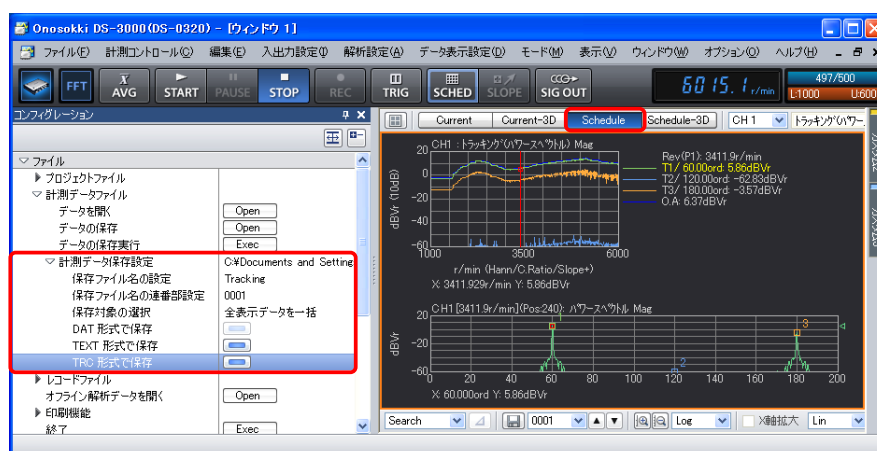 Onosokki DS-3000(DS-0320) - [ウィンドウ 1]
ファイル(F) 計測コントロール(C) 編集(E) 入出力設定(I) 解析設定(A) データ表示設定(D) モード(M) 表示(V) ウィンドウ(W) オプション(O) ヘルプ(H)
FFT AVG START PAUSE STOP REC TRIG SCHED SLOPE SIG OUT 6015.1 r/min 497/500
L:1000 U:600
コンフィグレーション
Current Current-3D Schedule Schedule-3D CH 1 トラッキング(パワー
ファイル
プロジェクトファイル
計測データファイル
データを開く Open
データの保存 Open
データの保存実行 Exec
計測データ保存設定 C:¥Documents and Setting
保存ファイル名の設定 Tracking
保存ファイル名の連番部設定 0001
保存対象の選択 全表示データを一括
DAT 形式で保存
TEXT 形式で保存
TRC 形式で保存
レコードファイル
オフライン解析データを開く Open
印刷機能
終了 Exec
CH1 : トラッキング(パワースペクトル) Mag
Rev(P1): 3411.9r/min
T1/ 60.00ord: 5.86dBVr
T2/ 120.00ord: -62.83dBVr
T3/ 180.00ord: -3.57dBVr
O.A: 6.37dBVr
dBVr (10dB)
20
0
-20
-40
-60
1000 3500 6000
r/min (Hann/C.Ratio/Slope+)
X: 3411.929r/min Y: 5.86dBVr
CH1 [3411.9r/min](Pos:240): パワースペクトル Mag
dBVr
20
-20
-60
1
2
3
0 20 40 60 80 100 120 140 160 180 200
X: 60.000ord Y: 5.86dBVr
Search 0001 Log X軸拡大 Lin